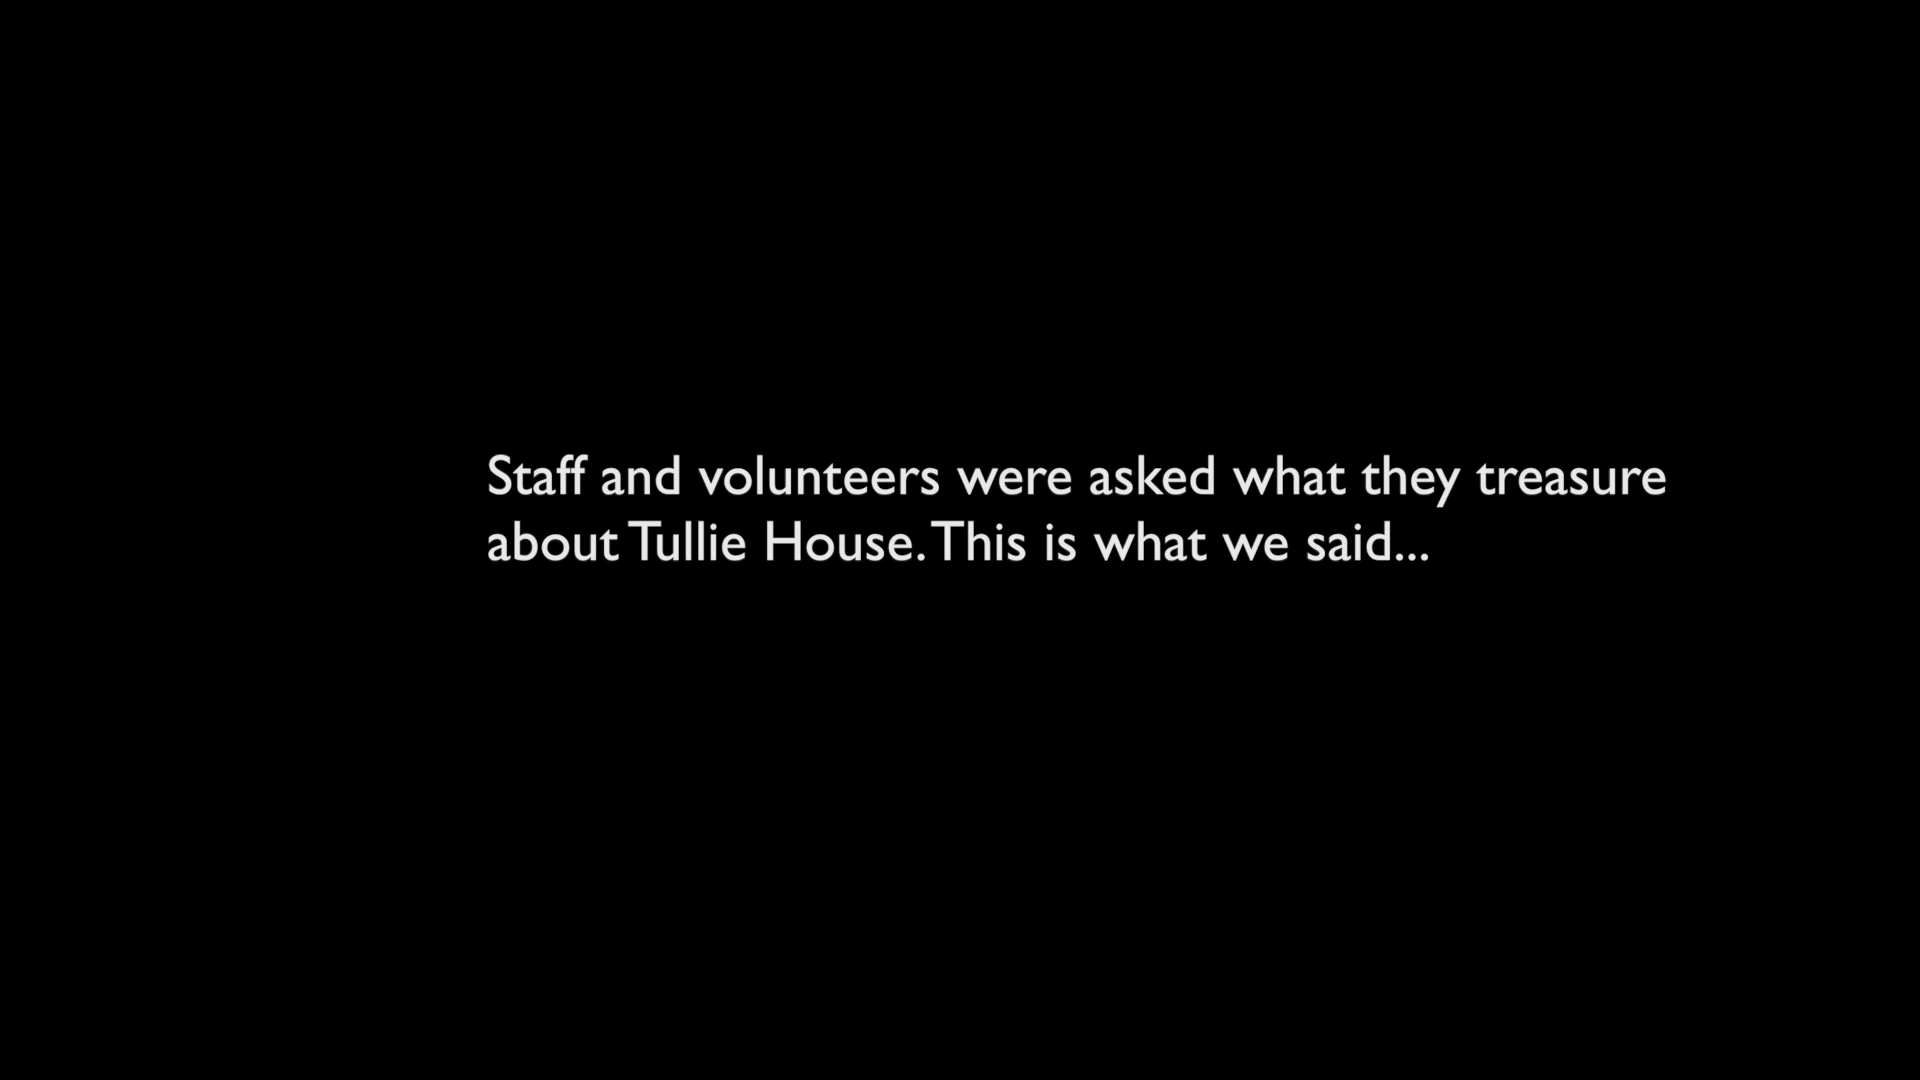 Staff and volunteers were asked what they treasure
about Tullie House. This is what we said...